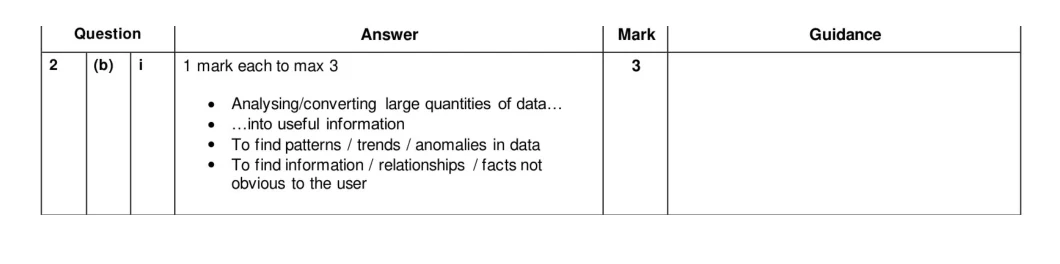 Question Answer Mark Guidance
2 (b) i 1 mark each to max 3 3
• Analysing/converting large quantities of data…
• …into useful information
• To find patterns / trends / anomalies in data
• To find information / relationships / facts not
obvious to the user